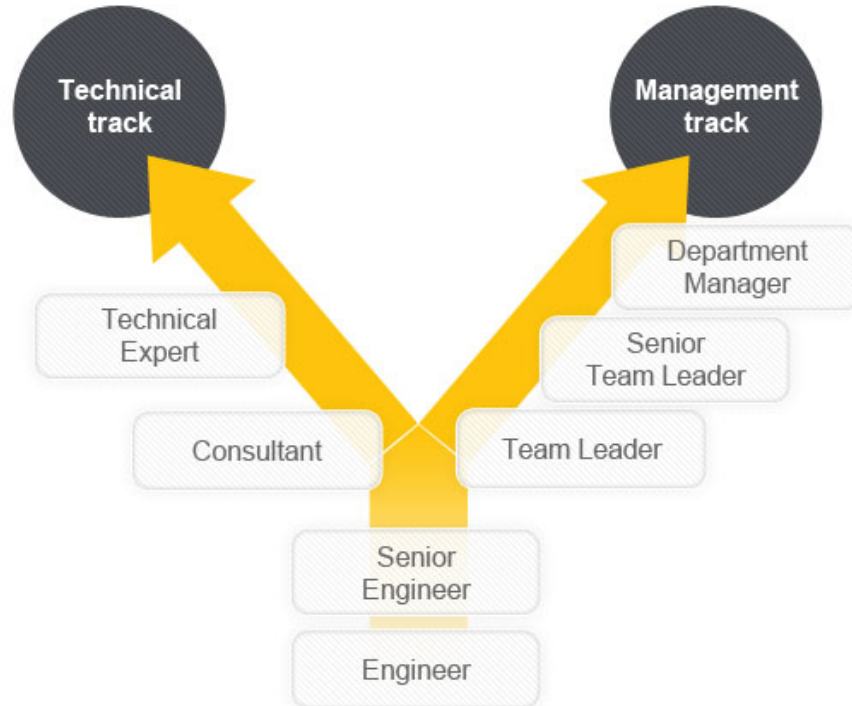 Technical
track
Management
track
Department
Manager
Technical
Expert
Senior
Team Leader
Consultant
Team Leader
Senior
Engineer
Engineer